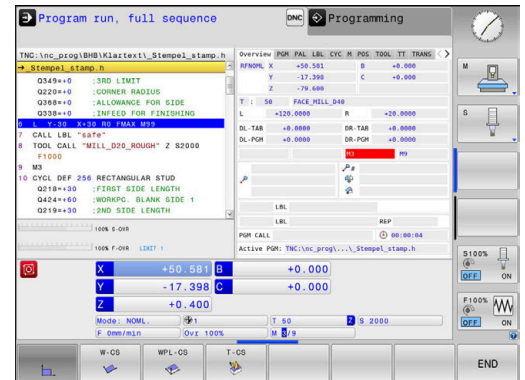 Program run, full sequence
DNC
Programming
TNC:\nc_prog\BHB\Klartext\_Stempel_stamp.h
→_Stempel_stamp.h
Q349=+0 ;3RD LIMIT
Q220=+0 ;CORNER RADIUS
Q368=+0 ;ALLOWANCE FOR SIDE
Q338=+0 ;INFEED FOR FINISHING
6 L Y-30 X+30 R0 FMAX M99
7 CALL LBL "safe"
8 TOOL CALL "MILL_D20_ROUGH" Z S2000
F1000
9 M3
10 CYCL DEF 256 RECTANGULAR STUD
Q218=+30 ;FIRST SIDE LENGTH
Q424=+60 ;WORKPC. BLANK SIDE 1
Q219=+30 ;2ND SIDE LENGTH
100% S-OVR
100% F-OVR LIMIT 1
Overview PGM PAL LBL CYC M POS TOOL TT TRANS
RFNOML X +50.581 B +0.000
Y -17.398 C +0.000
Z -79.600
T : 50 FACE_MILL_D40
L +120.0000 R +20.0000
DL-TAB +0.0000 DR-TAB +0.0000
DL-PGM +0.0000 DR-PGM +0.0000
M3 M9
LBL
LBL REP
PGM CALL 00:00:04
Active PGM: TNC:\nc_prog\...\_Stempel_stamp.h
X +50.581 B +0.000
Y -17.398 C +0.000
Z +0.400
Mode: NOML. 1 T 50 Z S 2000
F 0mm/min Ovr 100% M 3/9
M
S
S100%
OFF ON
F100%
OFF ON
W-CS
WPL-CS
T-CS
END